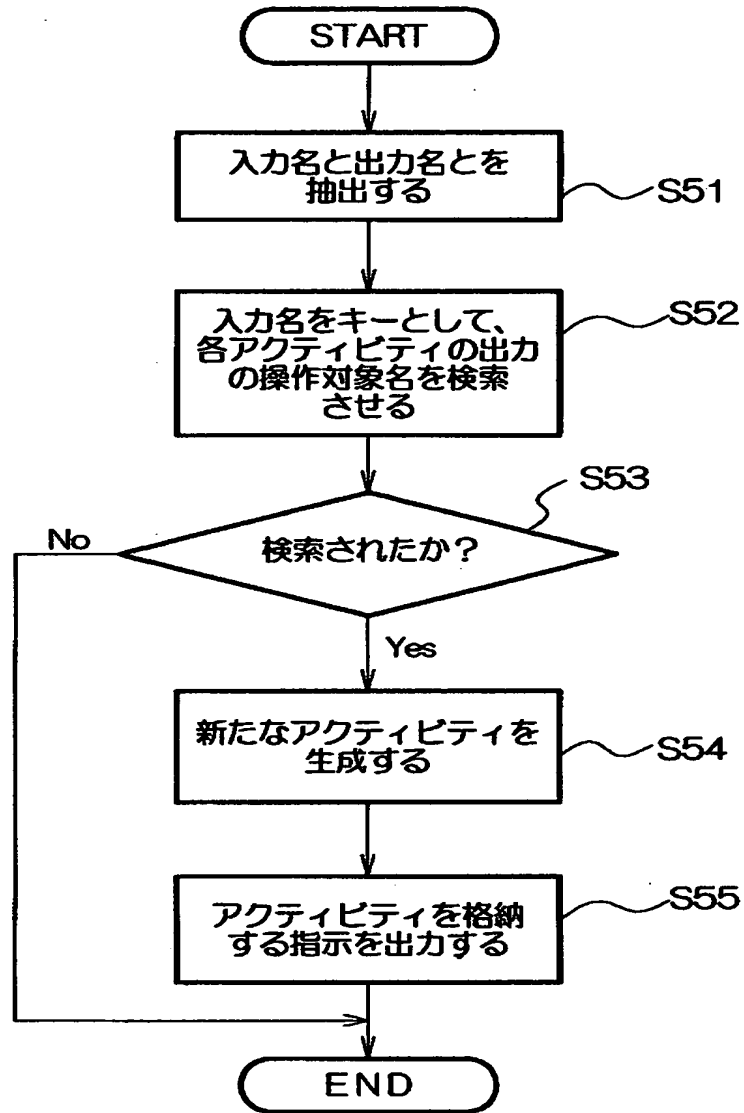 START
入力名と出力名とを
抽出する
S51
入力名をキーとして、
各アクティビティの出力
の操作対象名を検索
させる
S52
S53
検索されたか？
No
Yes
新たなアクティビティを
生成する
S54
アクティビティを格納
する指示を出力する
S55
END